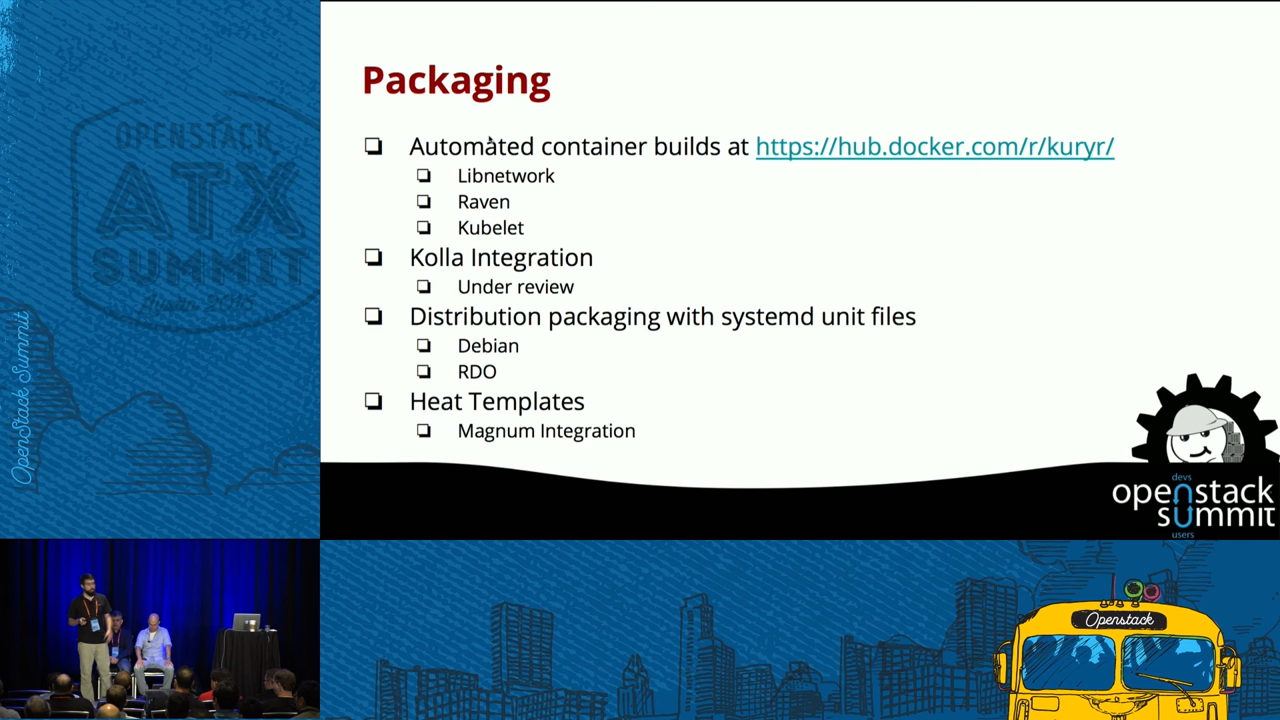 OPENSTACK
ATX
SUMMIT
Austin 2016
OpenStack Summit
Packaging
❏ Automated container builds at https://hub.docker.com/r/kuryr/
❏ Libnetwork
❏ Raven
❏ Kubelet
❏ Kolla Integration
❏ Under review
❏ Distribution packaging with systemd unit files
❏ Debian
❏ RDO
❏ Heat Templates
❏ Magnum Integration
devs
openstack
summit
users
Openstack